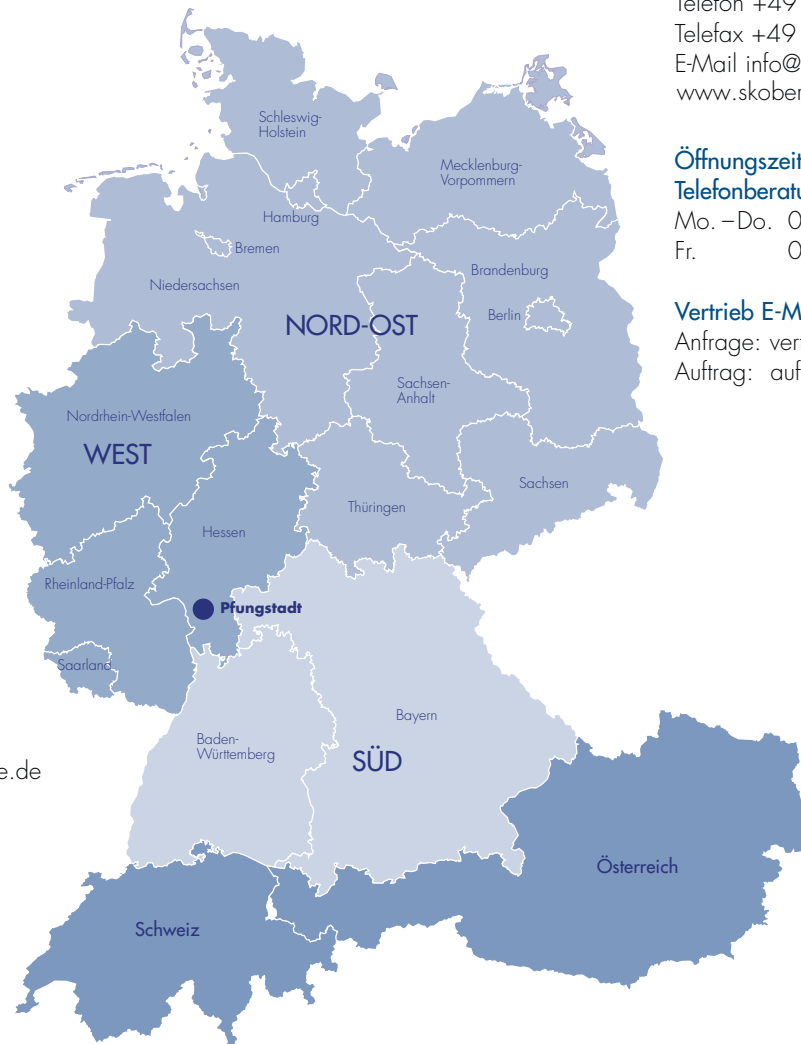 Telefon +49
Telefax +49
E-Mail info@
www.skober
Öffnungszeit
Telefonberatu
Mo. – Do. 0
Fr. 0
Vertrieb E-M
Anfrage: ver
Auftrag: auf
Schleswig-
Holstein
Mecklenburg-
Vorpommern
Hamburg
Bremen
Niedersachsen
Brandenburg
Berlin
NORD-OST
Sachsen-
Anhalt
Nordrhein-Westfalen
WEST
Sachsen
Thüringen
Hessen
Rheinland-Pfalz
Pfungstadt
Saarland
Bayern
Baden-
Württemberg
SÜD
e.de
Österreich
Schweiz